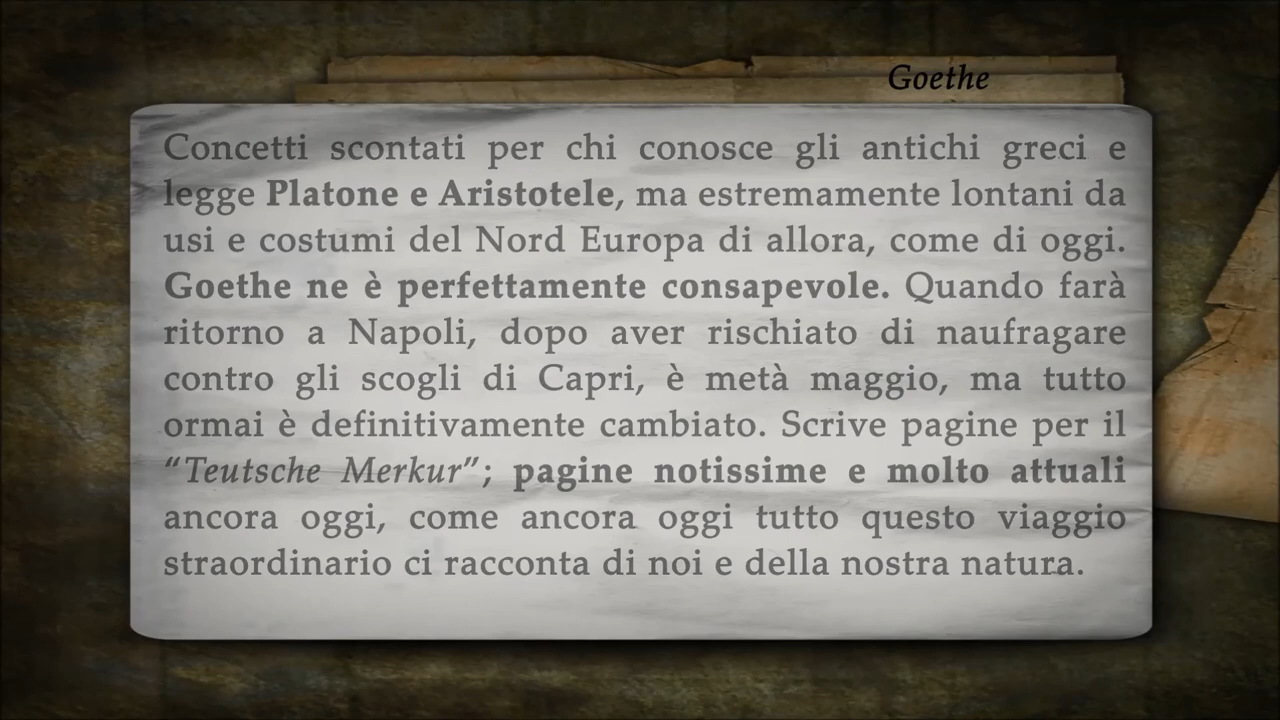 Goethe
Concetti scontati per chi conosce gli antichi greci e
legge Platone e Aristotele, ma estremamente lontani da
usi e costumi del Nord Europa di allora, come di oggi.
Goethe ne è perfettamente consapevole. Quando farà
ritorno a Napoli, dopo aver rischiato di naufragare
contro gli scogli di Capri, è metà maggio, ma tutto
ormai è definitivamente cambiato. Scrive pagine per il
“Teutsche Merkur”; pagine notissime e molto attuali
ancora oggi, come ancora oggi tutto questo viaggio
straordinario ci racconta di noi e della nostra natura.